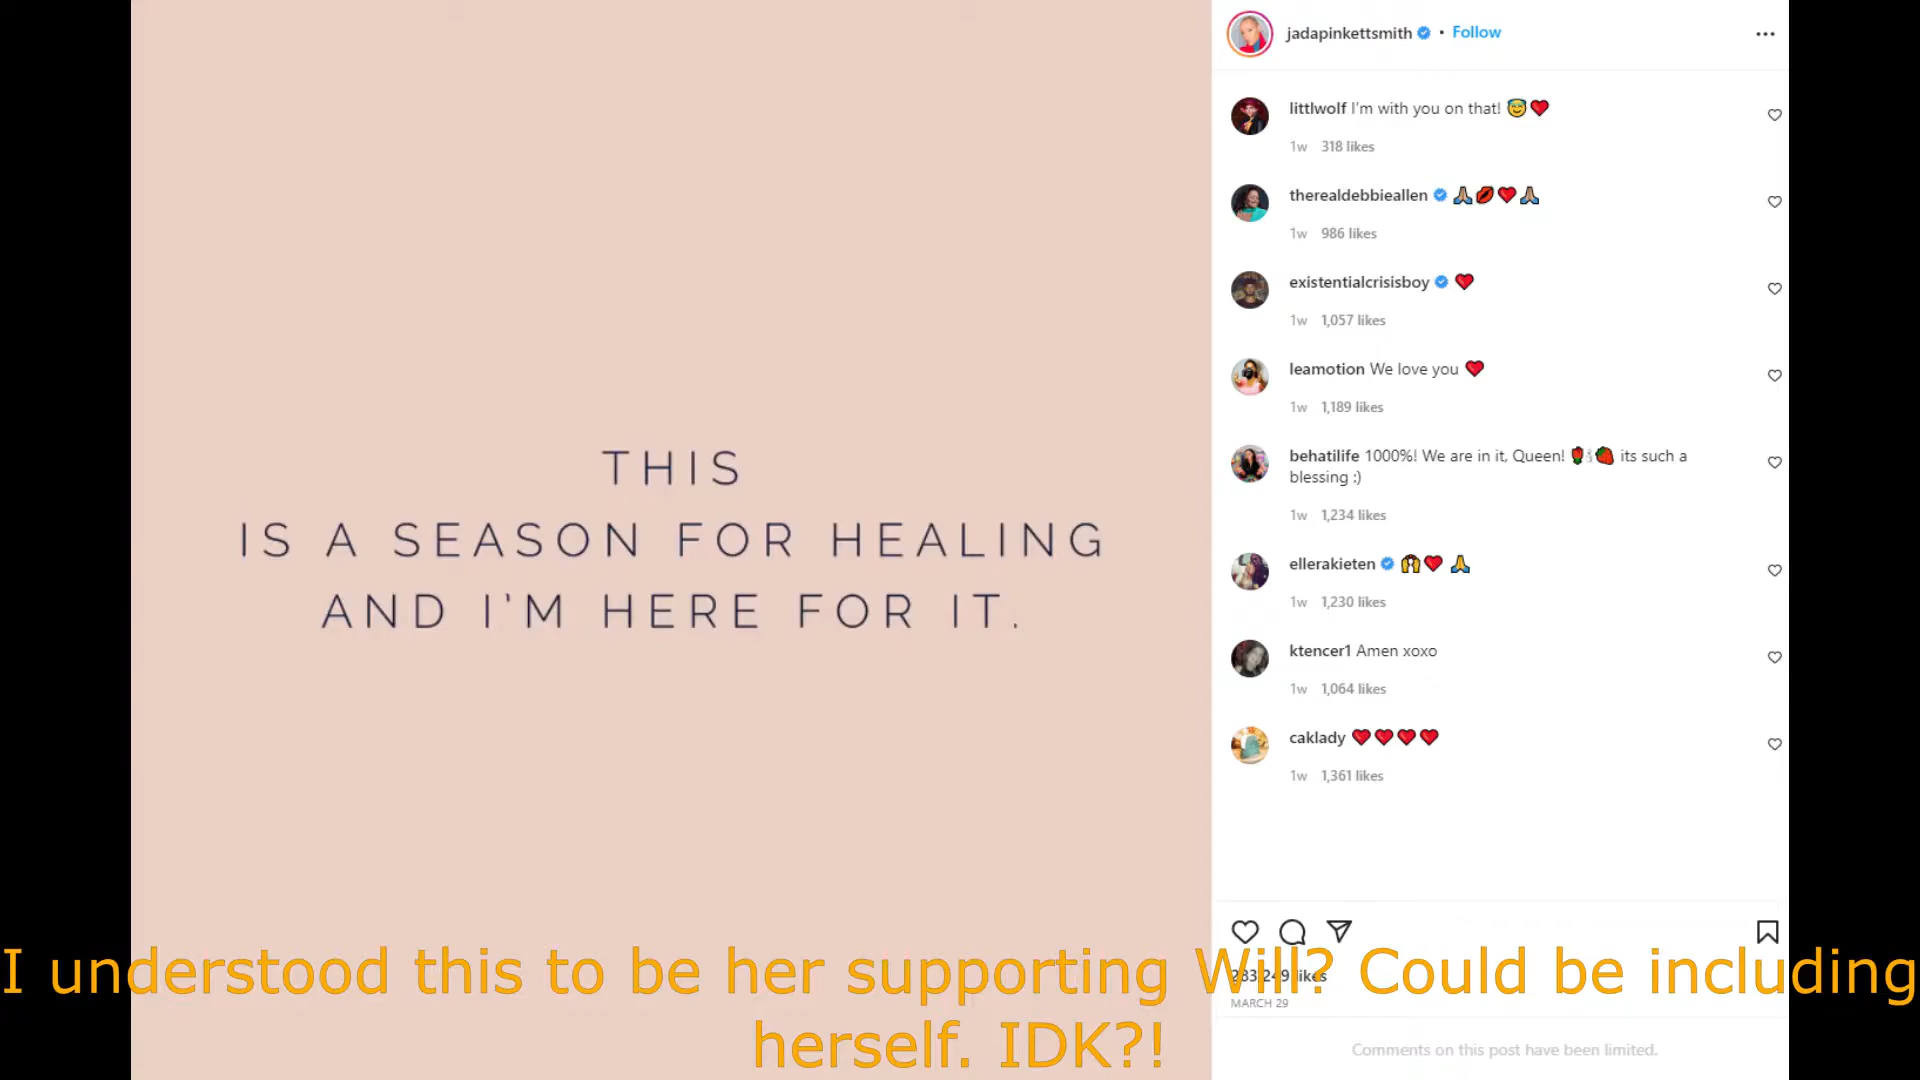 THIS
IS A SEASON FOR HEALING
AND I'M HERE FOR IT.
jadapinkettsmith • Follow
littlwolf I'm with you on that! 😇❤️
1w 318 likes
therealdebbieallen 🙏🏽💋❤️🙏🏽
1w 986 likes
existentialcrisisboy ❤️
1w 1,057 likes
leamotion We love you ❤️
1w 1,189 likes
behatilife 1000%! We are in it, Queen! 🌹🕯🍓 its such a
blessing :)
1w 1,234 likes
ellerakieten 🙌❤️ 🙏
1w 1,230 likes
ktencer1 Amen xoxo
1w 1,064 likes
caklady ❤️❤️❤️❤️
1w 1,361 likes
likes
MARCH 29
Comments on this post have been limited.
I understood this to be her supporting Will? Could be including
herself. IDK?!